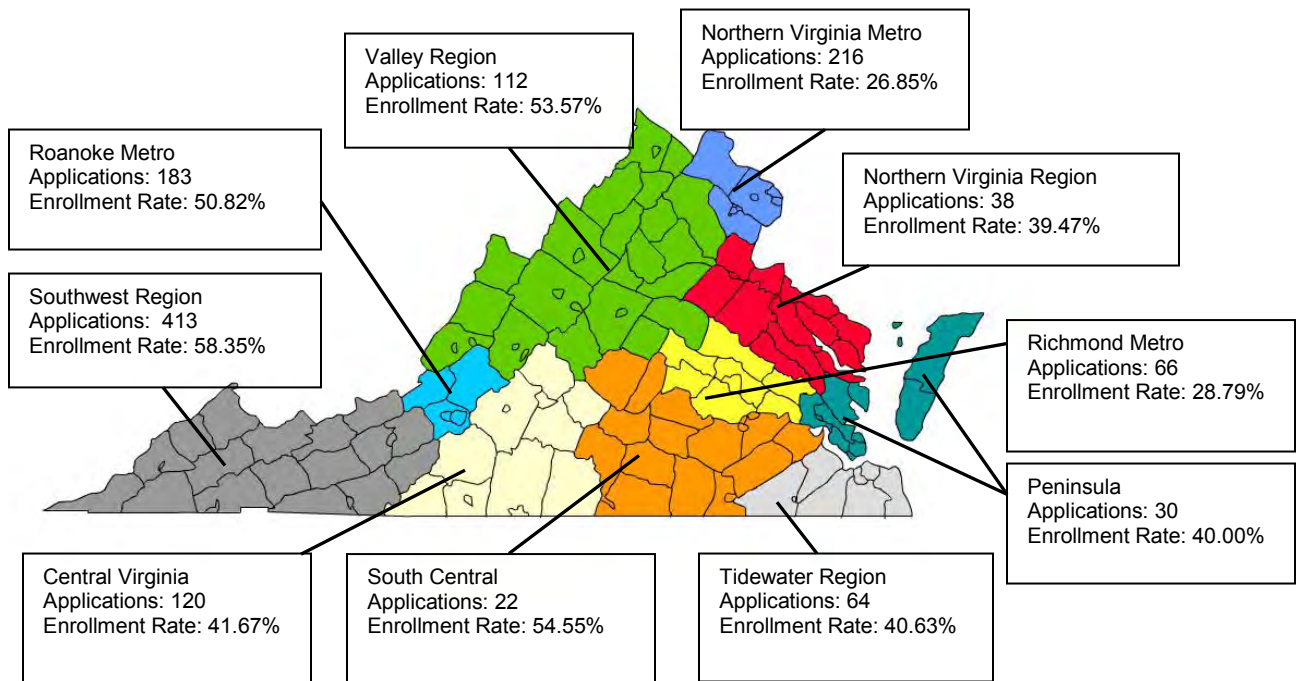 Northern Virginia Metro
Applications: 216
Enrollment Rate: 26.85%
Valley Region
Applications: 112
Enrollment Rate: 53.57%
Roanoke Metro
Applications: 183
Enrollment Rate: 50.82%
Northern Virginia Region
Applications: 38
Enrollment Rate: 39.47%
Southwest Region
Applications:  413
Enrollment Rate: 58.35%
Richmond Metro
Applications: 66
Enrollment Rate: 28.79%
Peninsula
Applications: 30
Enrollment Rate: 40.00%
Central Virginia
Applications: 120
Enrollment Rate: 41.67%
South Central
Applications: 22
Enrollment Rate: 54.55%
Tidewater Region
Applications: 64
Enrollment Rate: 40.63%